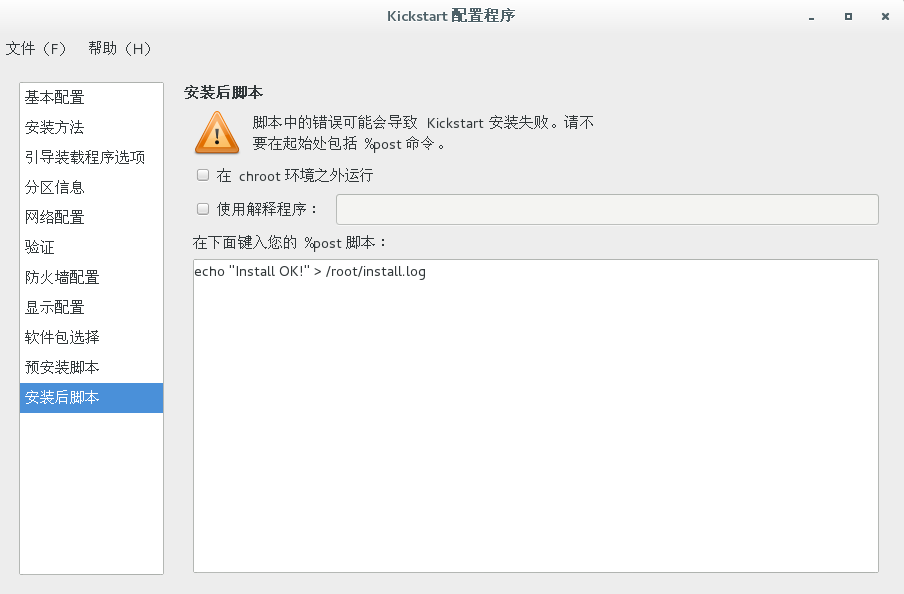 Kickstart 配置程序
文件（F） 帮助（H）
基本配置
安装方法
引导装载程序选项
分区信息
网络配置
验证
防火墙配置
显示配置
软件包选择
预安装脚本
安装后脚本
安装后脚本
脚本中的错误可能会导致 Kickstart 安装失败。请不
要在起始处包括 %post 命令。
在 chroot 环境之外运行
使用解释程序：
在下面键入您的 %post 脚本：
echo "Install OK!" > /root/install.log